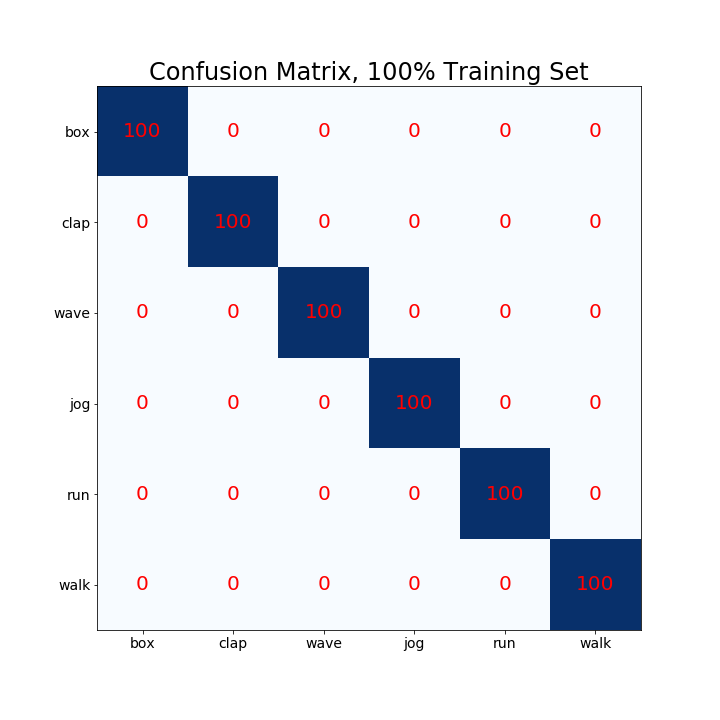 Confusion Matrix, 100% Training Set
box 100 0 0 0 0 0
clap 0 100 0 0 0 0
wave 0 0 100 0 0 0
jog 0 0 0 100 0 0
run 0 0 0 0 100 0
walk 0 0 0 0 0 100
box clap wave jog run walk